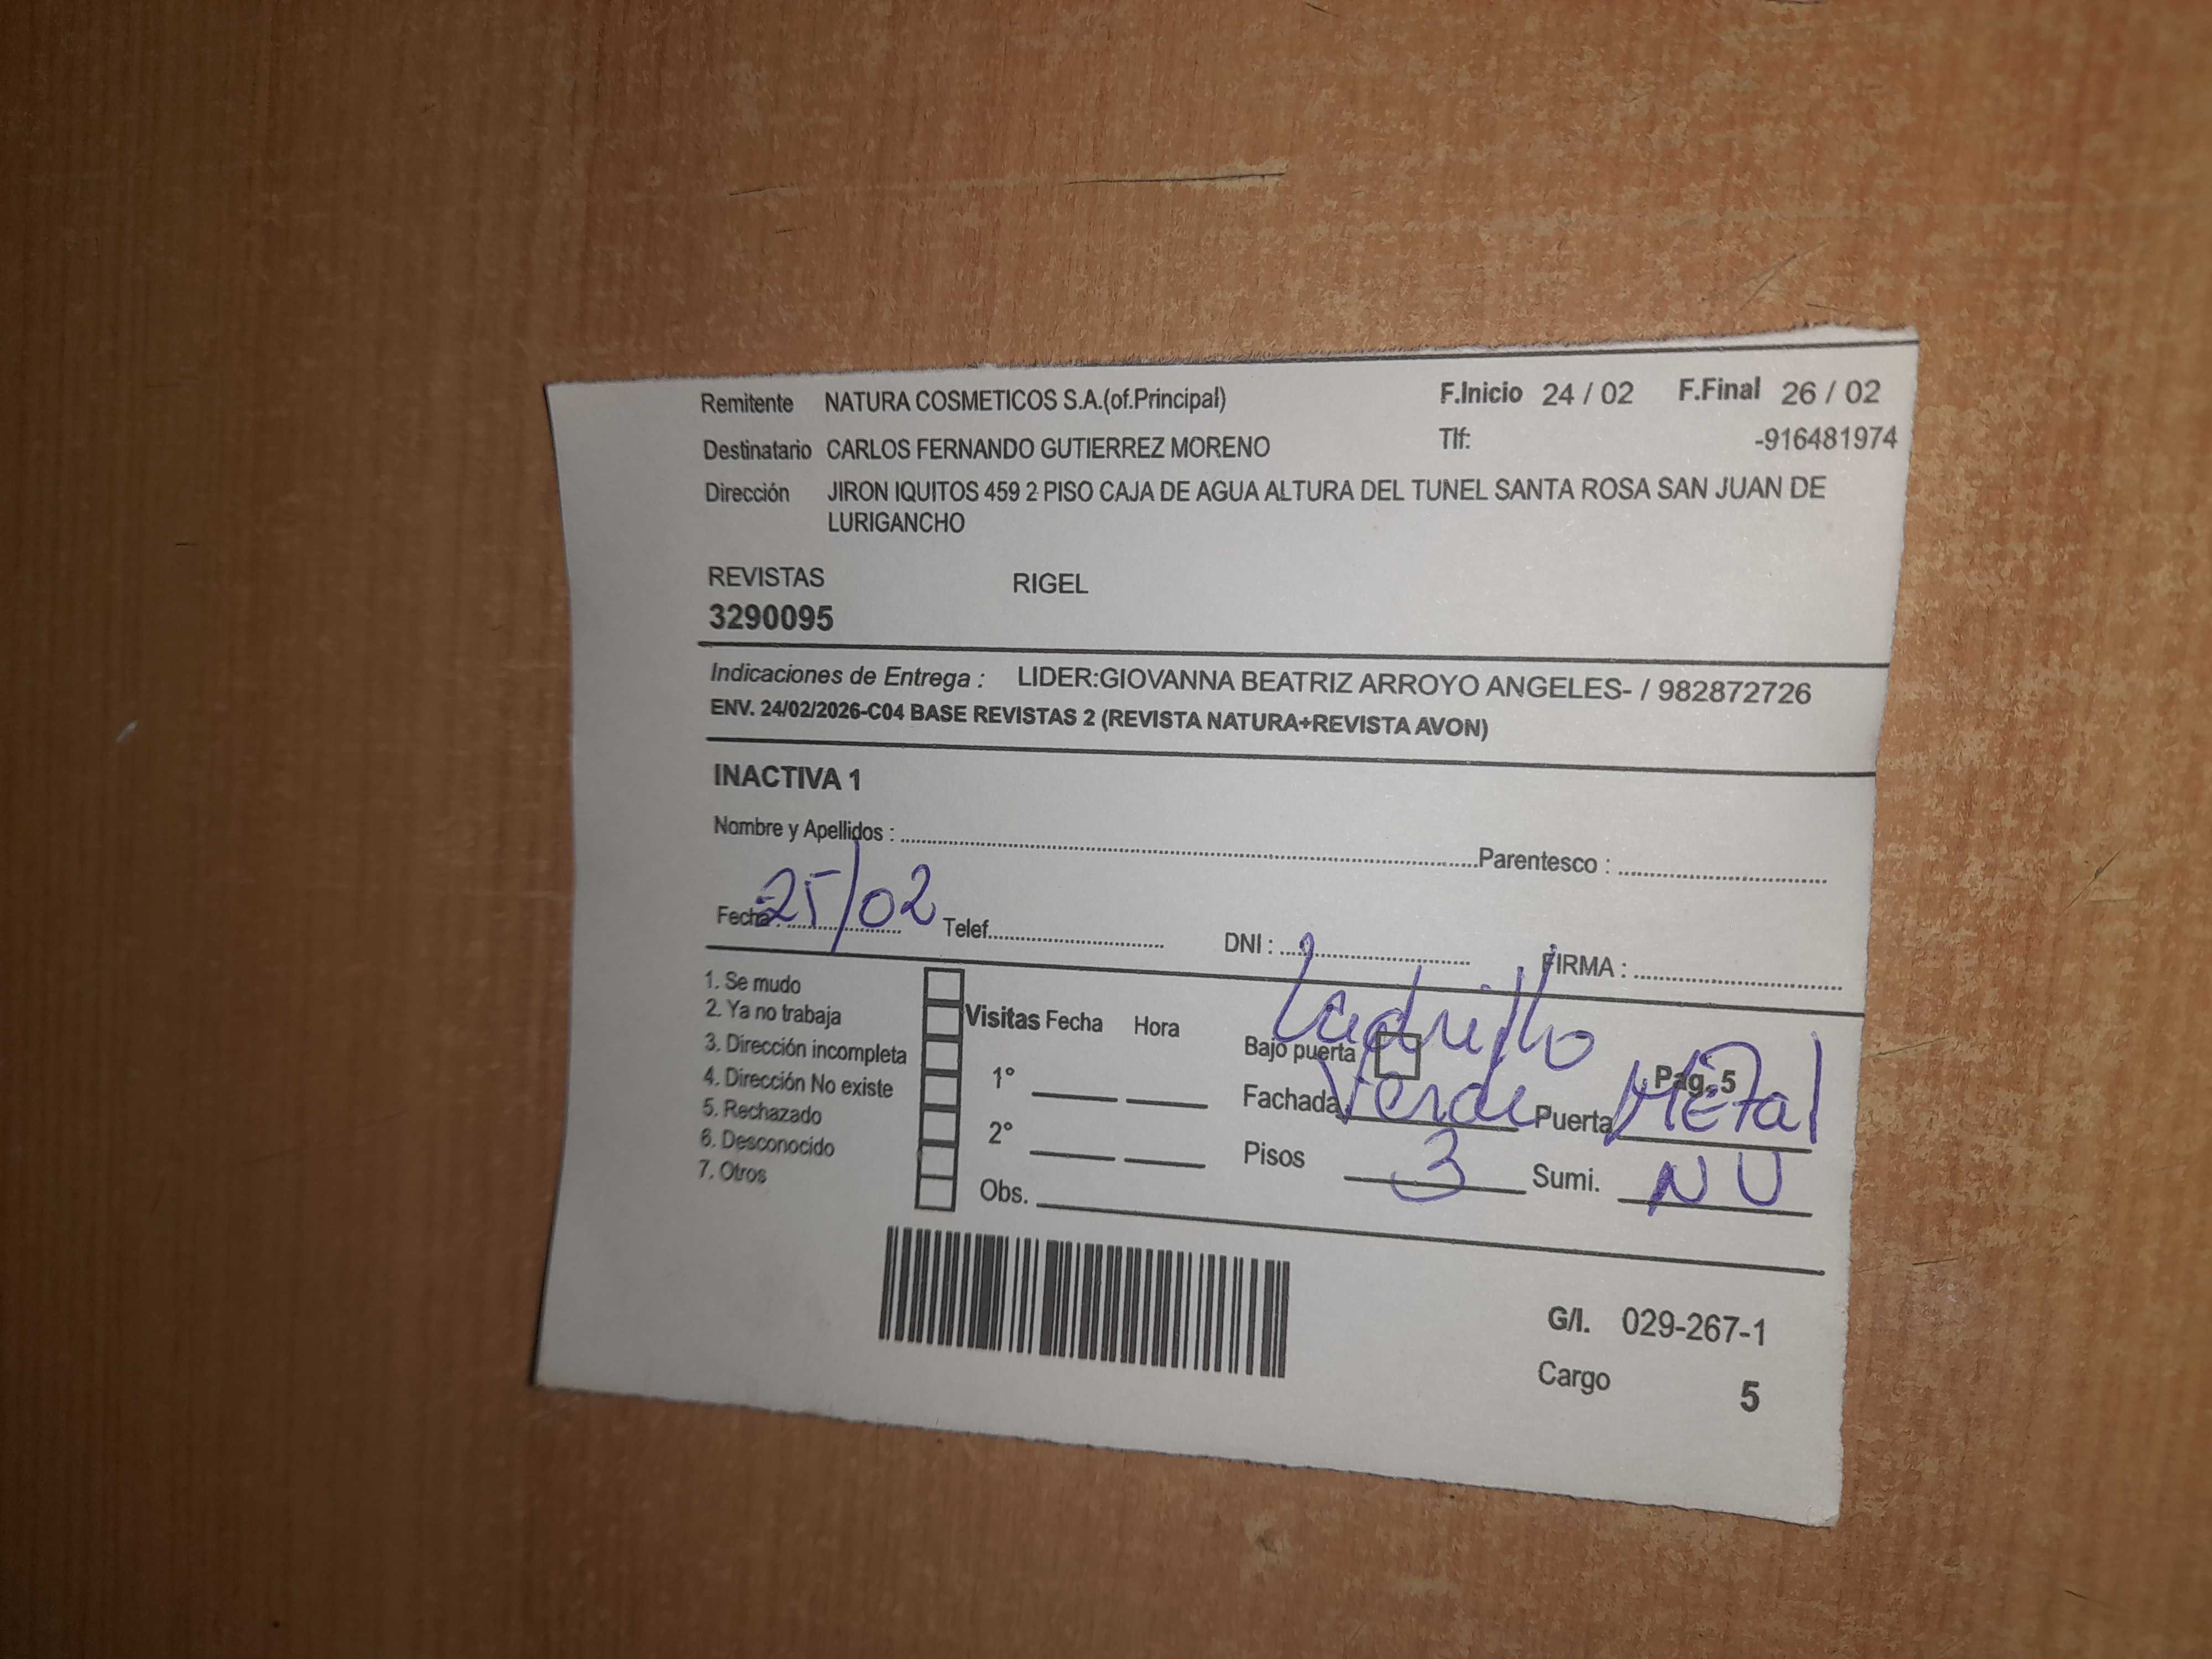 Remitente NATURA COSMETICOS S.A.(of.Principal) F.Inicio 24 / 02 F.Final 26 / 02
Destinatario CARLOS FERNANDO GUTIERREZ MORENO Tlf: -916481974
Dirección JIRON IQUITOS 459 2 PISO CAJA DE AGUA ALTURA DEL TUNEL SANTA ROSA SAN JUAN DE
LURIGANCHO
REVISTAS RIGEL
3290095
Indicaciones de Entrega : LIDER:GIOVANNA BEATRIZ ARROYO ANGELES- / 982872726
ENV. 24/02/2026-C04 BASE REVISTAS 2 (REVISTA NATURA+REVISTA AVON)
INACTIVA 1
Nombre y Apellidos : Parentesco :
Fecha : 25/02 Telef. DNI : FIRMA :
1. Se mudo
2. Ya no trabaja
3. Dirección incompleta
4. Dirección No existe
5. Rechazado
6. Desconocido
7. Otros
Visitas Fecha Hora
1°
2°
Obs.
Ladrillo
Bajo puerta Pag. 5
Fachada Verde Puerta Metal
Pisos 3 Sumi. NU
G/I. 029-267-1
Cargo 5